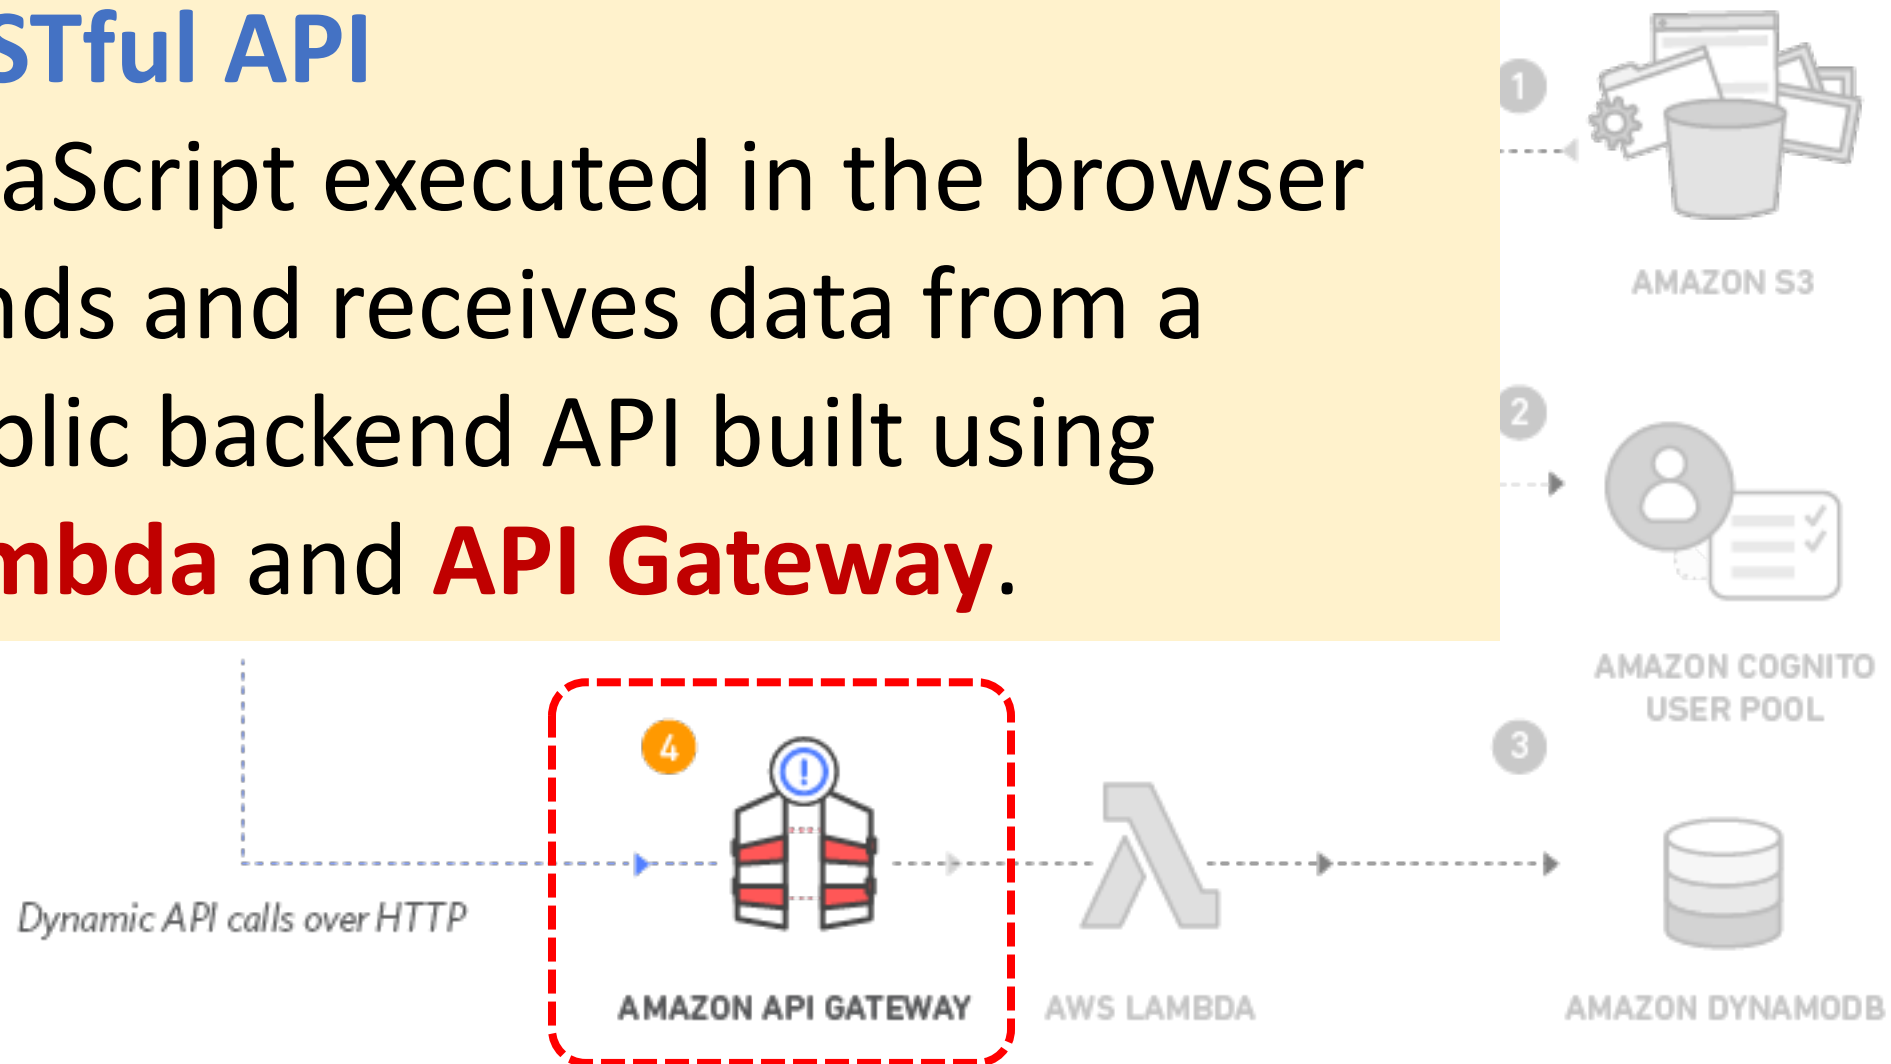 STful API
aScript executed in the browser
nds and receives data from a
blic backend API built using
mbda and API Gateway.
1
AMAZON S3
2
AMAZON COGNITO
USER POOL
4
3
Dynamic API calls over HTTP
AMAZON API GATEWAY
AWS LAMBDA
AMAZON DYNAMODB